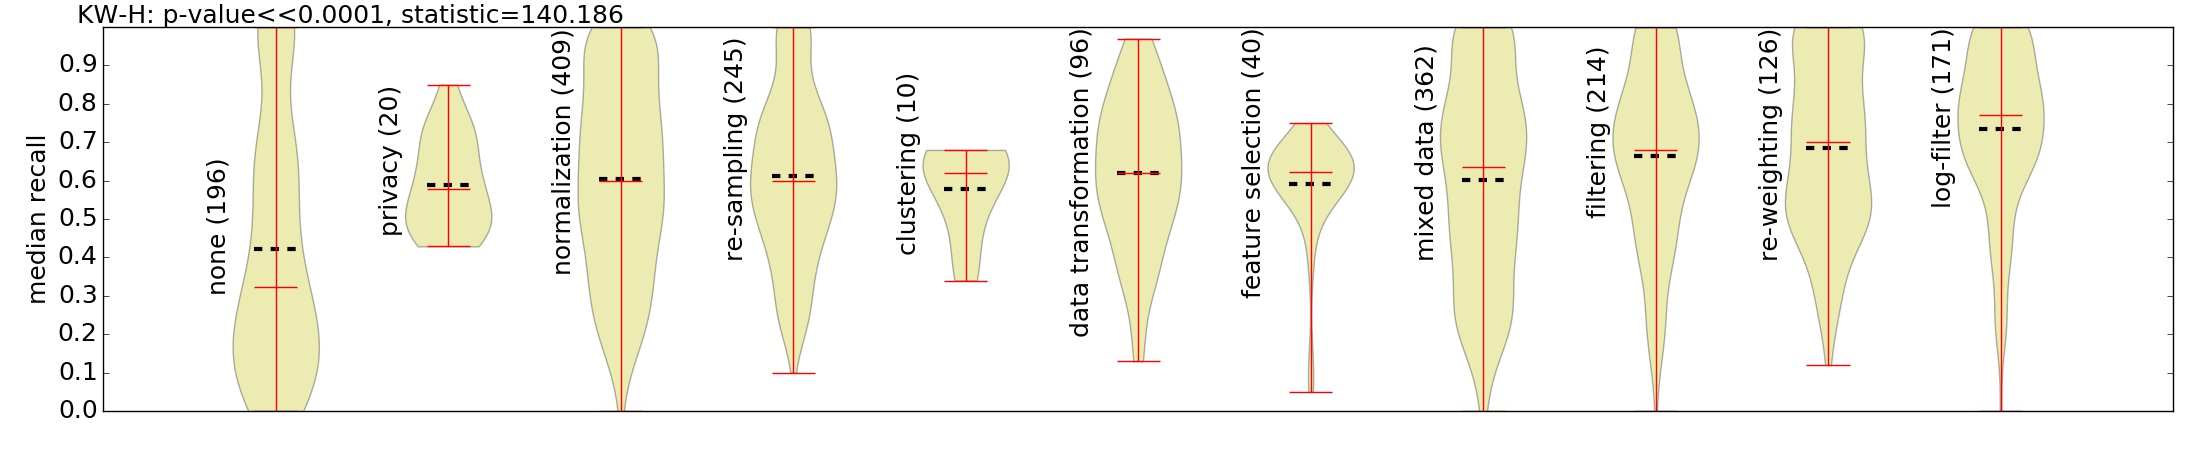 KW-H: p-value<<0.0001, statistic=140.186
median recall
0.9
0.8
0.7
0.6
0.5
0.4
0.3
0.2
0.1
0.0
none (196)
privacy (20)
normalization (409)
re-sampling (245)
clustering (10)
data transformation (96)
feature selection (40)
mixed data (362)
filtering (214)
re-weighting (126)
log-filter (171)